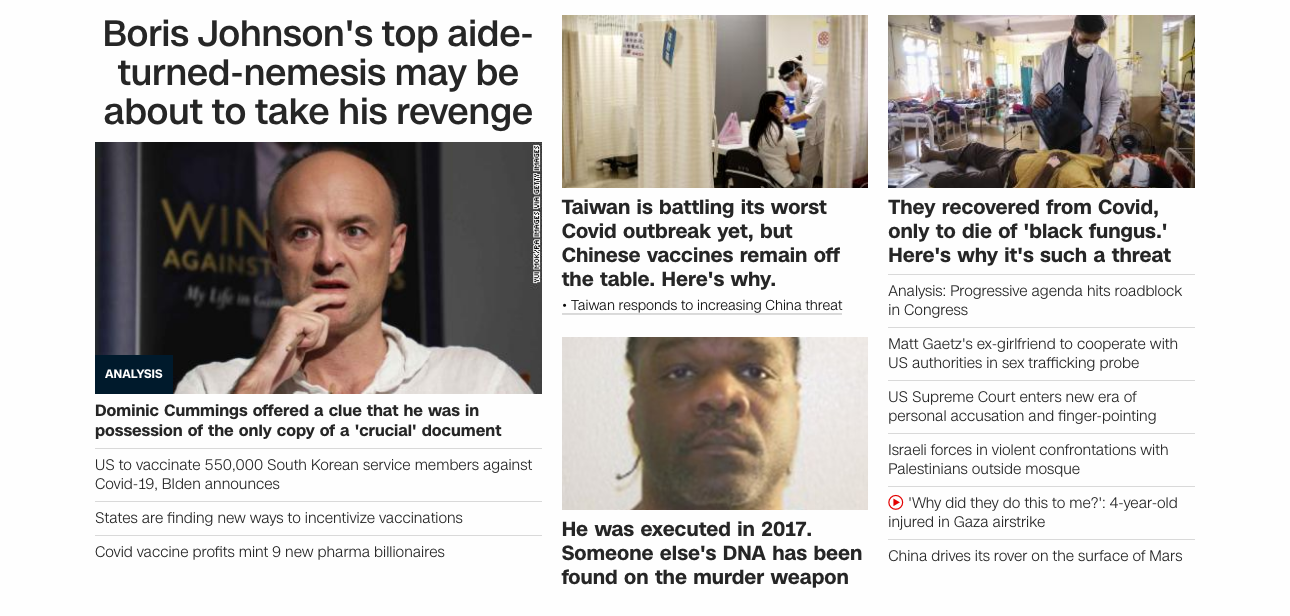 Boris Johnson's top aide-
turned-nemesis may be
about to take his revenge
WIN
AGAINST
My Life in
YUI MOK/PA IMAGES VIA GETTY IMAGES
ANALYSIS
Dominic Cummings offered a clue that he was in
possession of the only copy of a 'crucial' document
US to vaccinate 550,000 South Korean service members against
Covid-19, BIden announces
States are finding new ways to incentivize vaccinations
Covid vaccine profits mint 9 new pharma billionaires
Taiwan is battling its worst
Covid outbreak yet, but
Chinese vaccines remain off
the table. Here's why.
• Taiwan responds to increasing China threat
He was executed in 2017.
Someone else's DNA has been
found on the murder weapon
They recovered from Covid,
only to die of 'black fungus.'
Here's why it's such a threat
Analysis: Progressive agenda hits roadblock
in Congress
Matt Gaetz's ex-girlfriend to cooperate with
US authorities in sex trafficking probe
US Supreme Court enters new era of
personal accusation and finger-pointing
Israeli forces in violent confrontations with
Palestinians outside mosque
'Why did they do this to me?': 4-year-old
injured in Gaza airstrike
China drives its rover on the surface of Mars